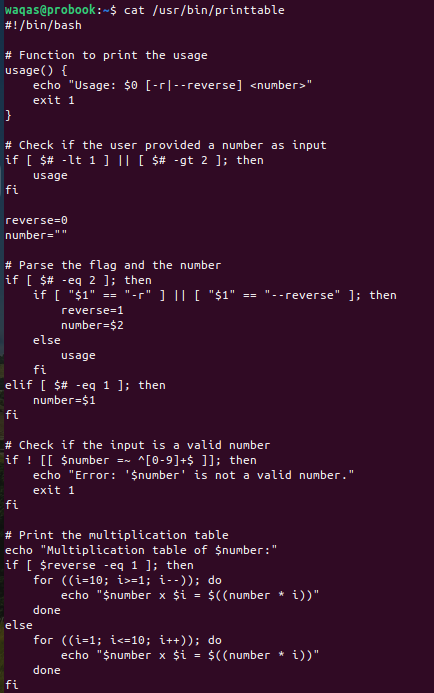 waqas@probook:~$ cat /usr/bin/printtable
#!/bin/bash

# Function to print the usage
usage() {
    echo "Usage: $0 [-r|--reverse] <number>"
    exit 1
}

# Check if the user provided a number as input
if [ $# -lt 1 ] || [ $# -gt 2 ]; then
    usage
fi

reverse=0
number=""

# Parse the flag and the number
if [ $# -eq 2 ]; then
    if [ "$1" == "-r" ] || [ "$1" == "--reverse" ]; then
        reverse=1
        number=$2
    else
        usage
    fi
elif [ $# -eq 1 ]; then
    number=$1
fi

# Check if the input is a valid number
if ! [[ $number =~ ^[0-9]+$ ]]; then
    echo "Error: '$number' is not a valid number."
    exit 1
fi

# Print the multiplication table
echo "Multiplication table of $number:"
if [ $reverse -eq 1 ]; then
    for ((i=10; i>=1; i--)); do
        echo "$number x $i = $((number * i))"
    done
else
    for ((i=1; i<=10; i++)); do
        echo "$number x $i = $((number * i))"
    done
fi